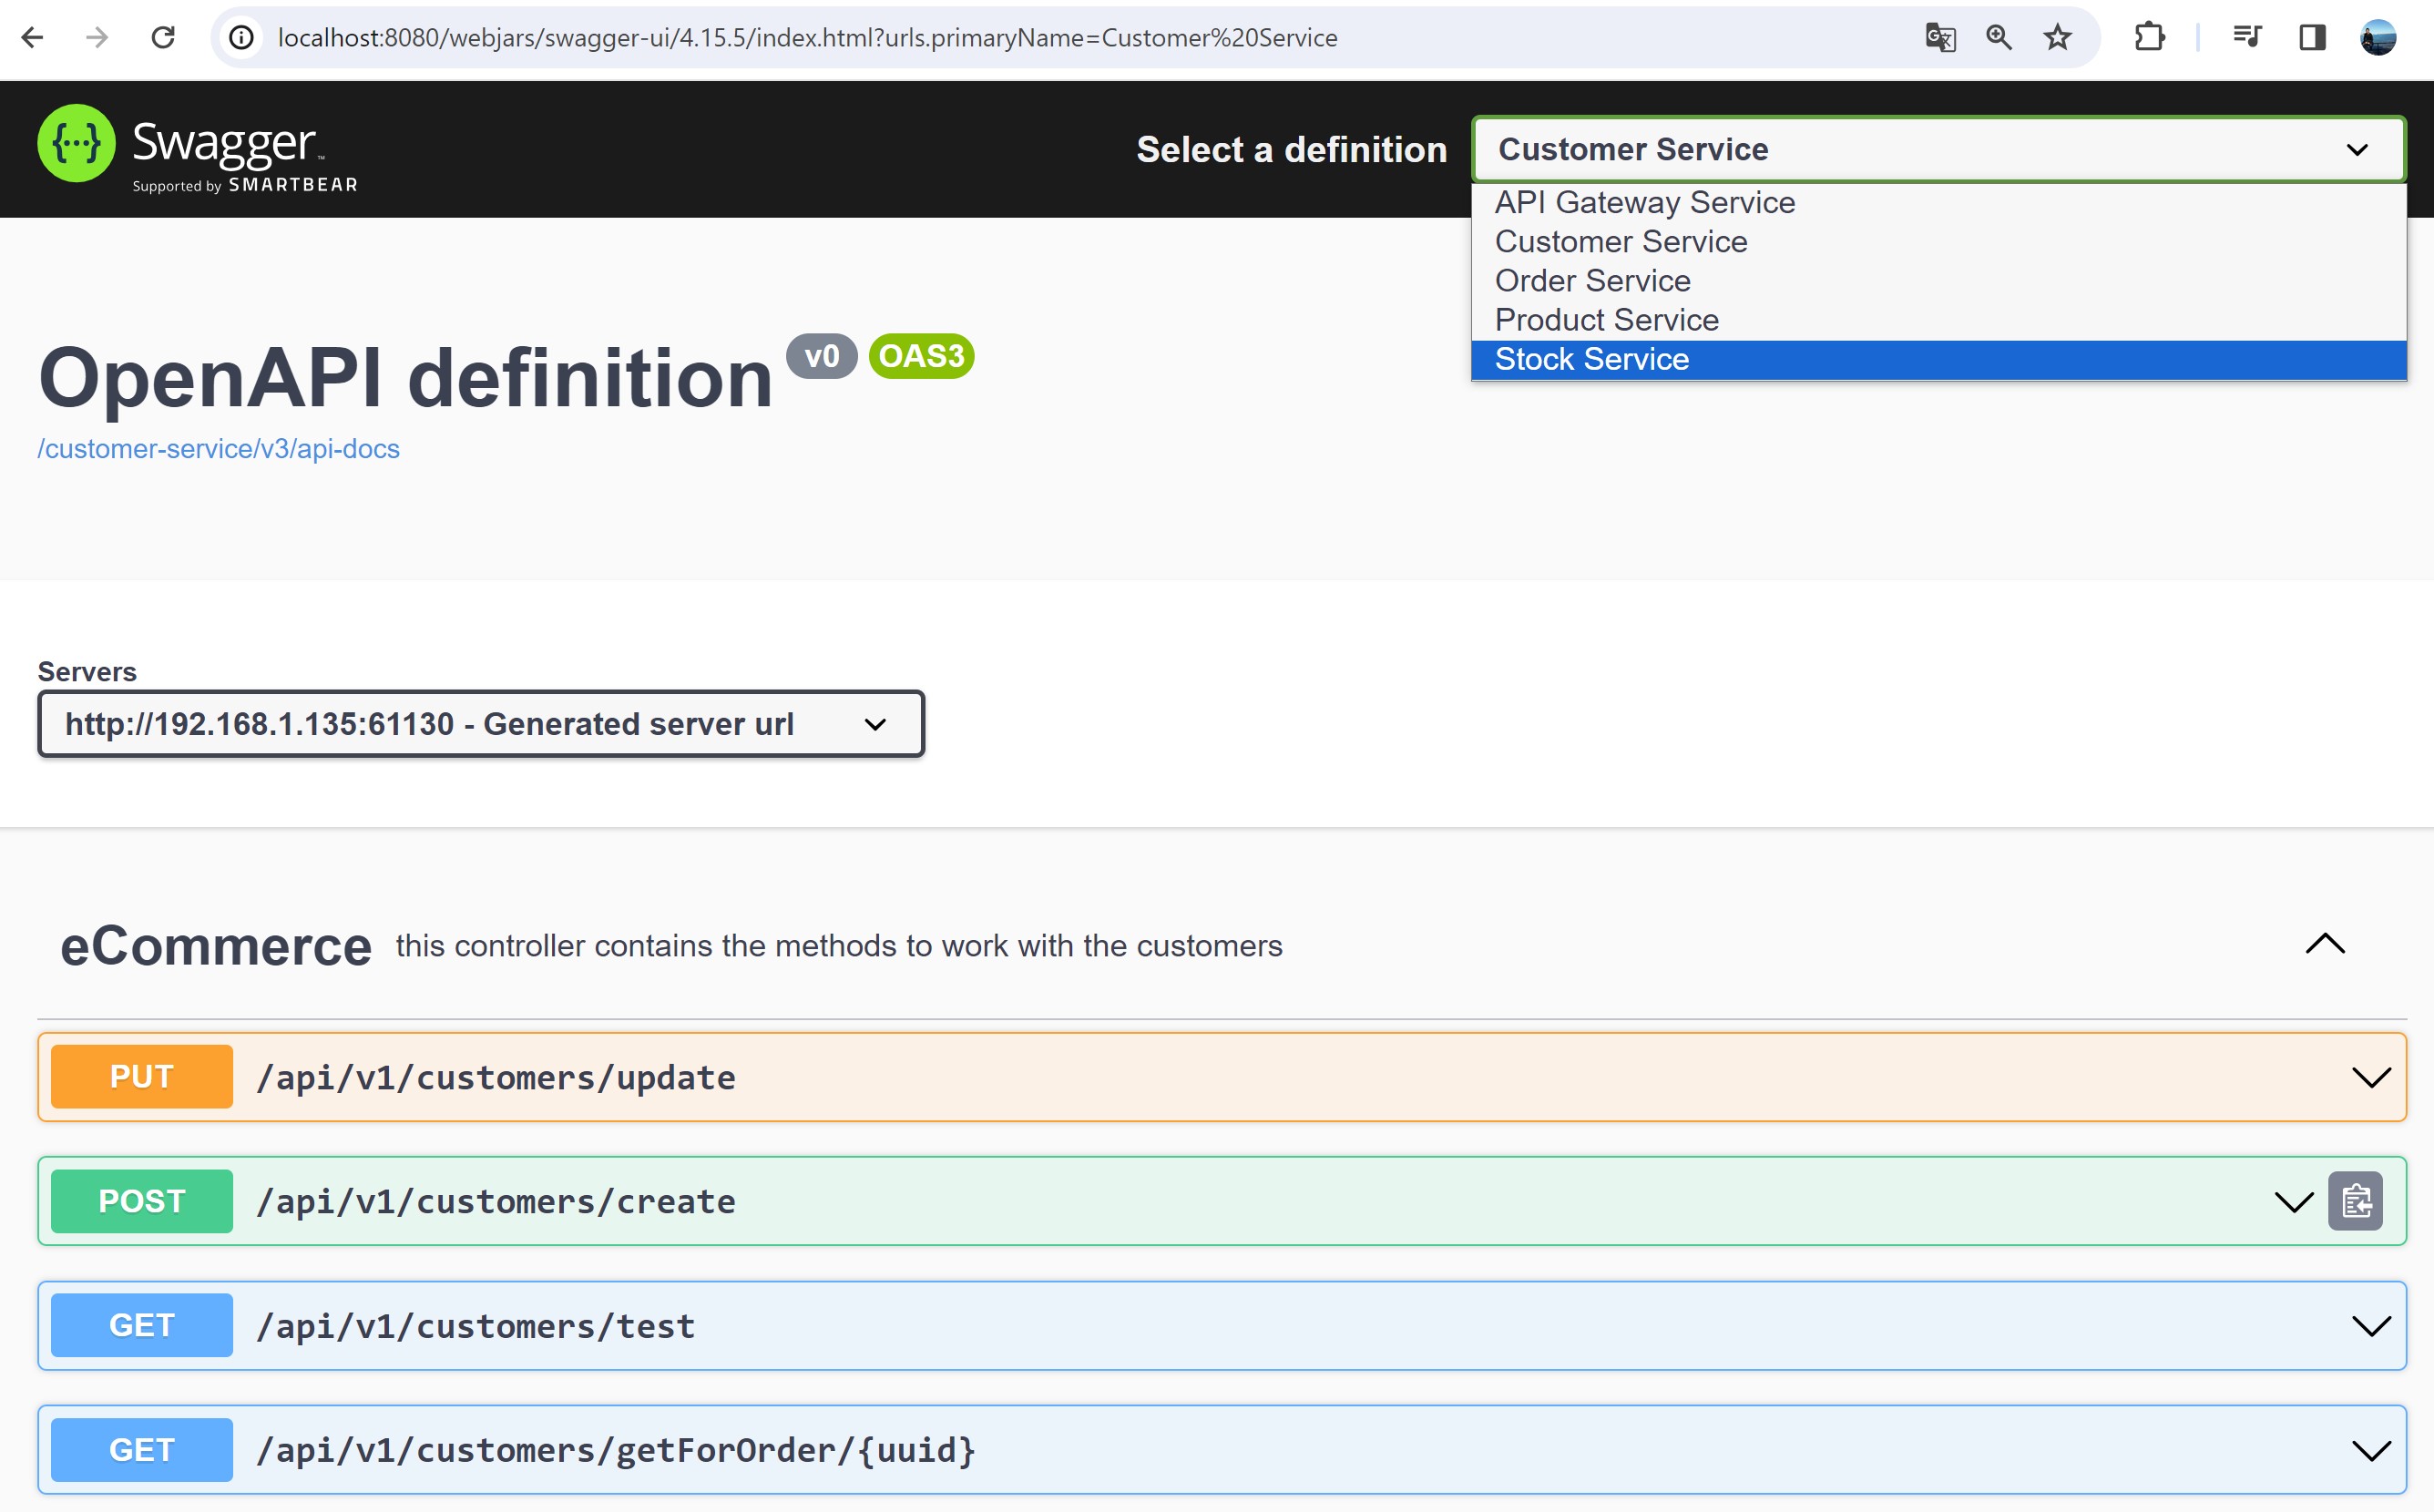 localhost:8080/webjars/swagger-ui/4.15.5/index.html?urls.primaryName=Customer%20Service
{...} Swagger™
Supported by SMARTBEAR
Select a definition
Customer Service
API Gateway Service
Customer Service
Order Service
Product Service
Stock Service
OpenAPI definition v0 OAS3
/customer-service/v3/api-docs
Servers
http://192.168.1.135:61130 - Generated server url
eCommerce this controller contains the methods to work with the customers
PUT /api/v1/customers/update
POST /api/v1/customers/create
GET /api/v1/customers/test
GET /api/v1/customers/getForOrder/{uuid}